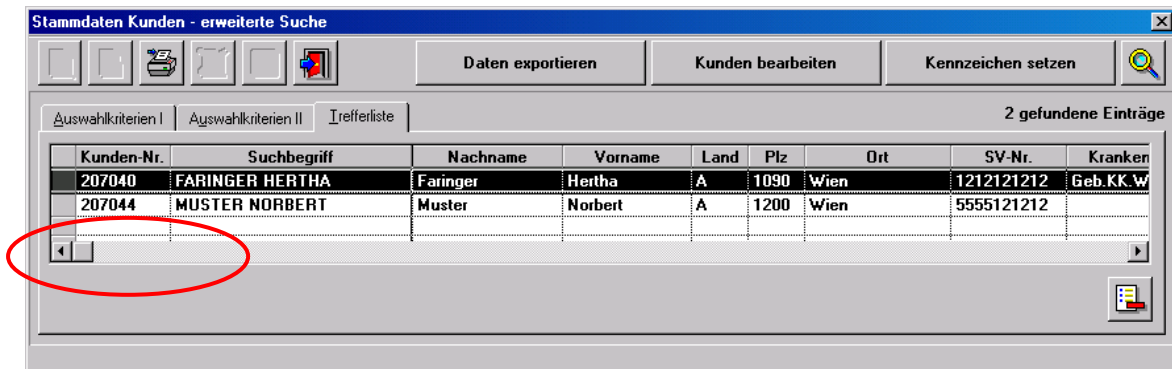 Stammdaten Kunden - erweiterte Suche
Daten exportieren Kunden bearbeiten Kennzeichen setzen
Auswahlkriterien I Auswahlkriterien II Trefferliste 2 gefundene Einträge
Kunden-Nr. Suchbegriff Nachname Vorname Land Plz Ort SV-Nr. Kranken
207040 FARINGER HERTHA Faringer Hertha A 1090 Wien 1212121212 Geb.KK.W
207044 MUSTER NORBERT Muster Norbert A 1200 Wien 5555121212